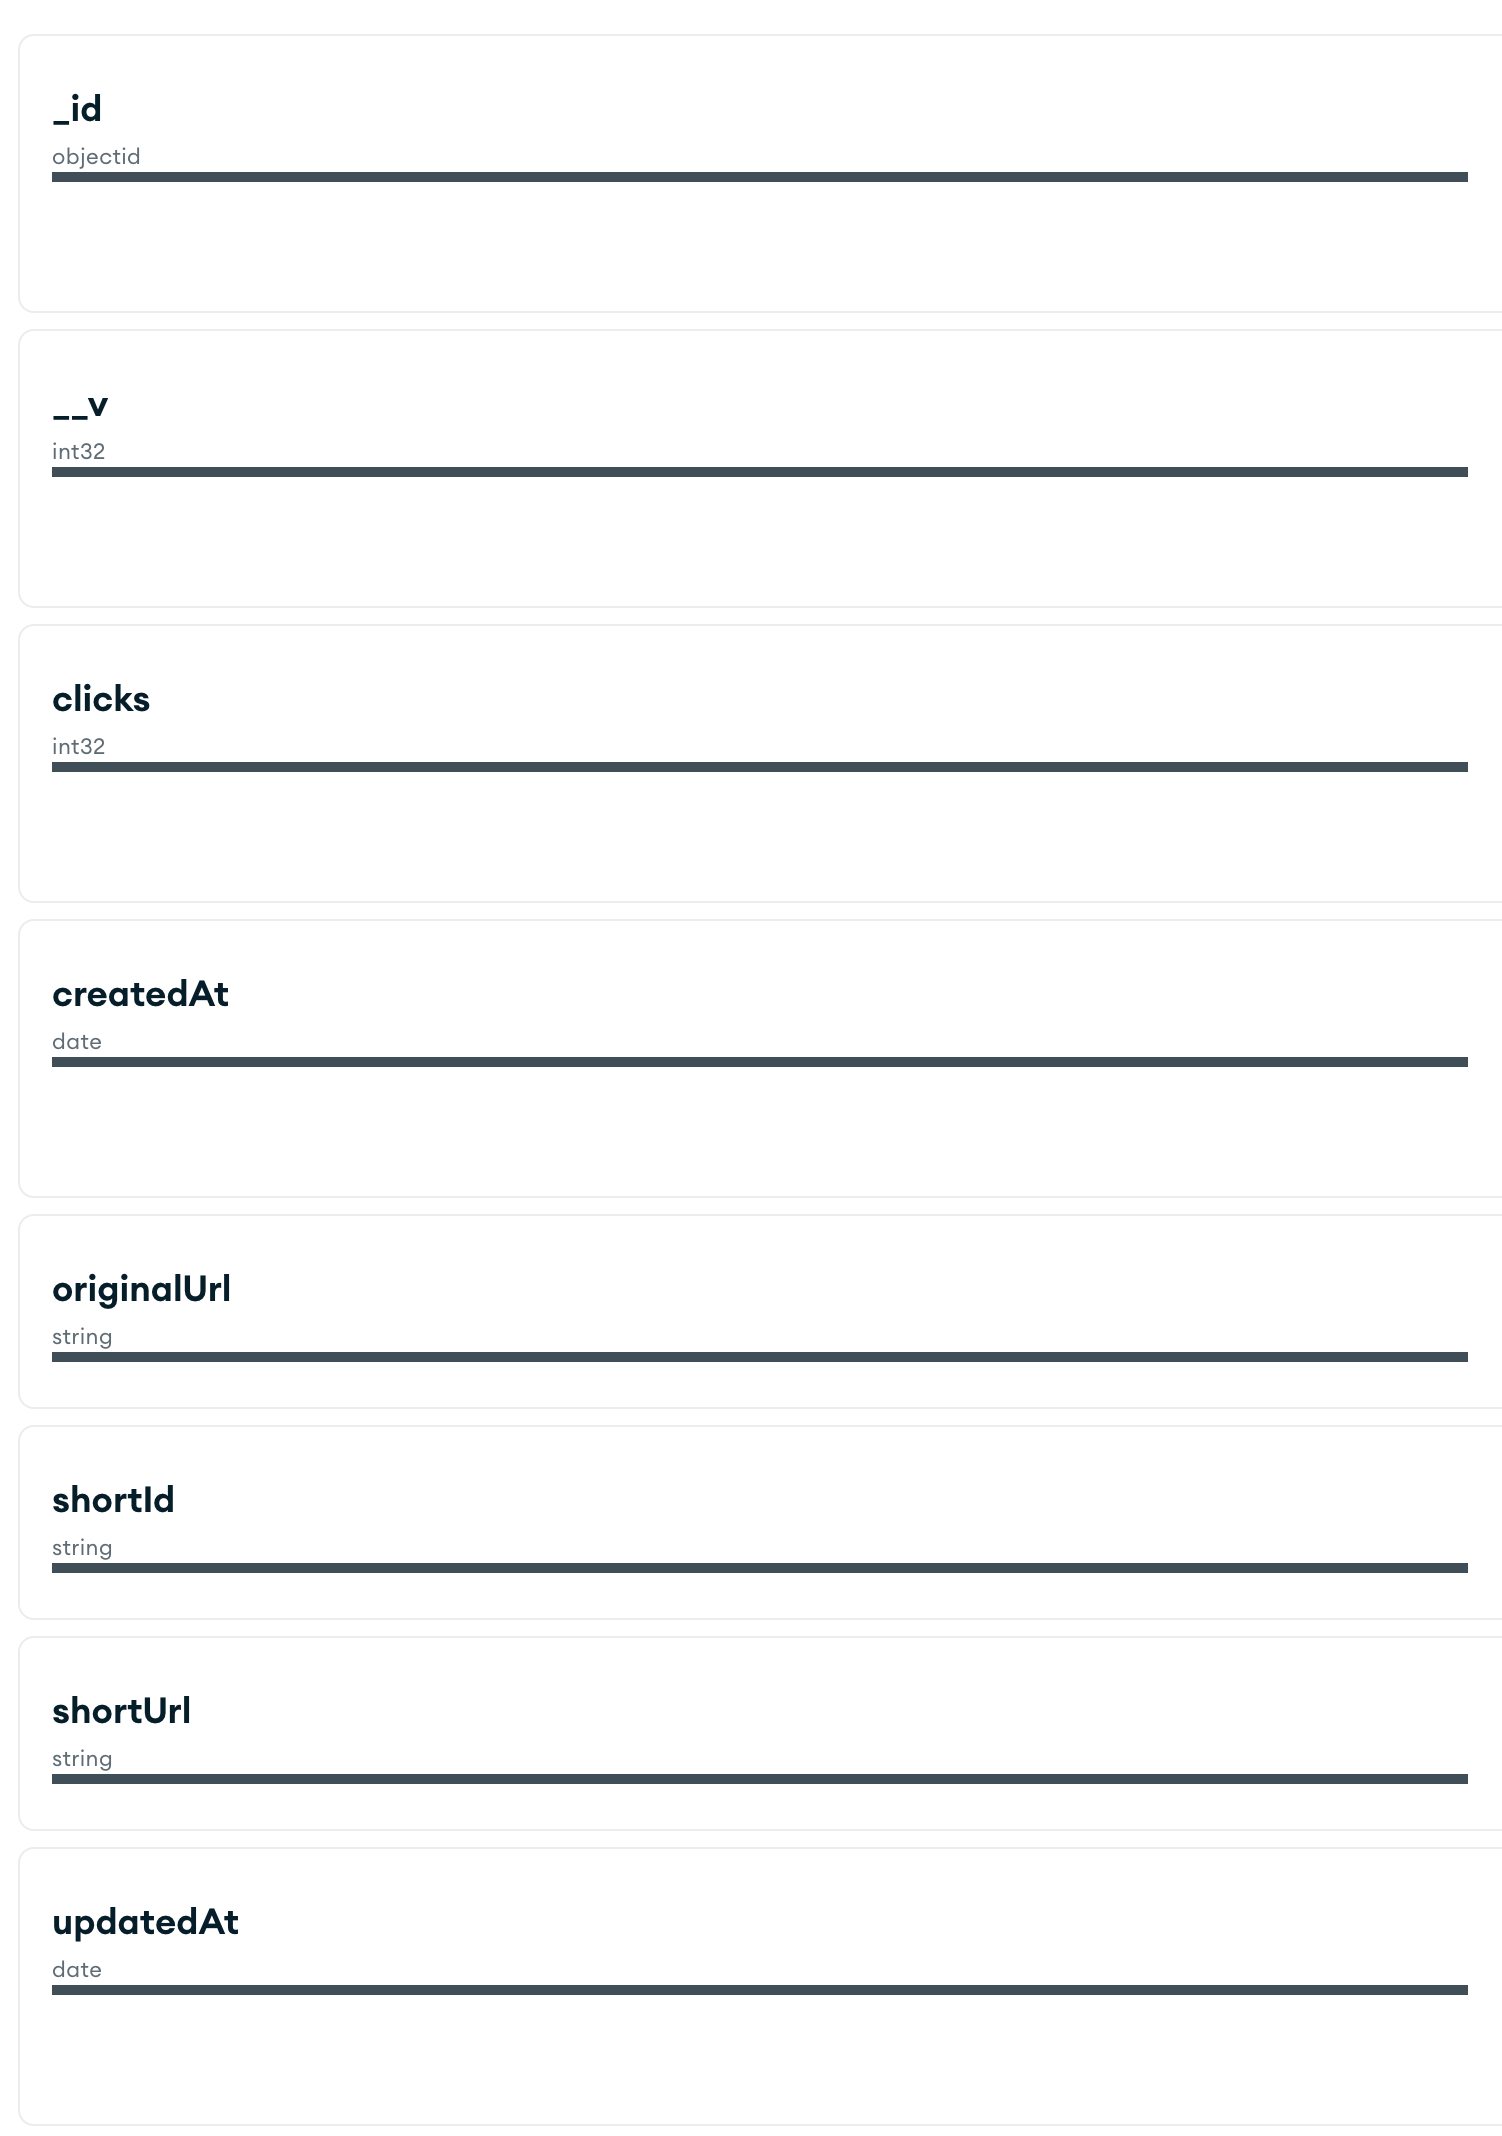 _id
objectid
__v
int32
clicks
int32
createdAt
date
originalUrl
string
shortId
string
shortUrl
string
updatedAt
date